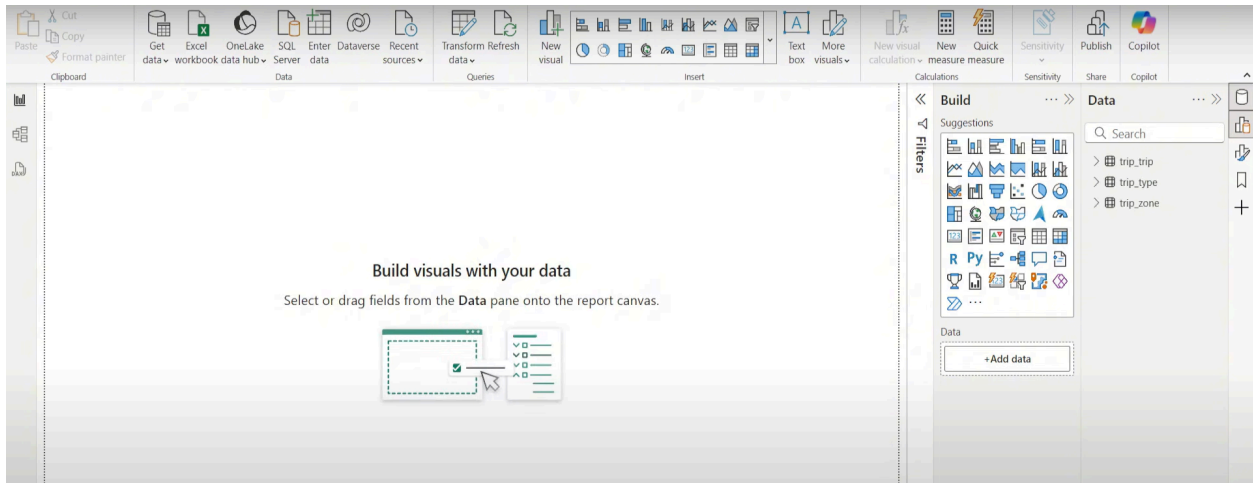 Paste
Cut
Copy
Format painter
Clipboard
Get data
Excel workbook
OneLake data hub
SQL Server
Enter data
Dataverse
Recent sources
Data
Transform data
Refresh
Queries
New visual
Text box
More visuals
Insert
New visual calculation
New measure
Quick measure
Calculations
Sensitivity
Sensitivity
Publish
Share
Copilot
Copilot
DAX
Build visuals with your data
Select or drag fields from the Data pane onto the report canvas.
Filters
Build
Suggestions
123
R
Py
Data
+Add data
Data
Search
trip_trip
trip_type
trip_zone